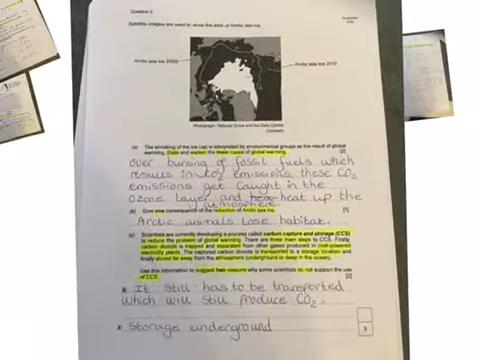 Question 2
Satellite images are used to show the area of Arctic sea ice.
Arctic sea ice 2000
Arctic sea ice 2012
(a) The shrinking of the ice cap is interpreted by environmental groups as the result of global
warming. State and explain the main cause of global warming. [2]
over burning of fossil fuels which
results in CO2 emissions, these CO2
emissions get caught in the
ozone layer and heat up the
atmosphere
(b) Give one consequence of the reduction of Arctic sea ice. [1]
Arctic animals lose habitat.
(c) Scientists are currently developing a process called carbon capture and storage (CCS)
to reduce the problem of global warming. There are three main steps to CCS. Firstly
carbon dioxide is trapped and separated from other gases produced in coal-powered
electricity plants. The captured carbon dioxide is transported to a storage location and
finally stored far away from the atmosphere (underground or deep in the ocean).
Use this information to suggest two reasons why some scientists do not support the use
of CCS. [2]
It still has to be transported
which will still produce CO2.
storage underground
5